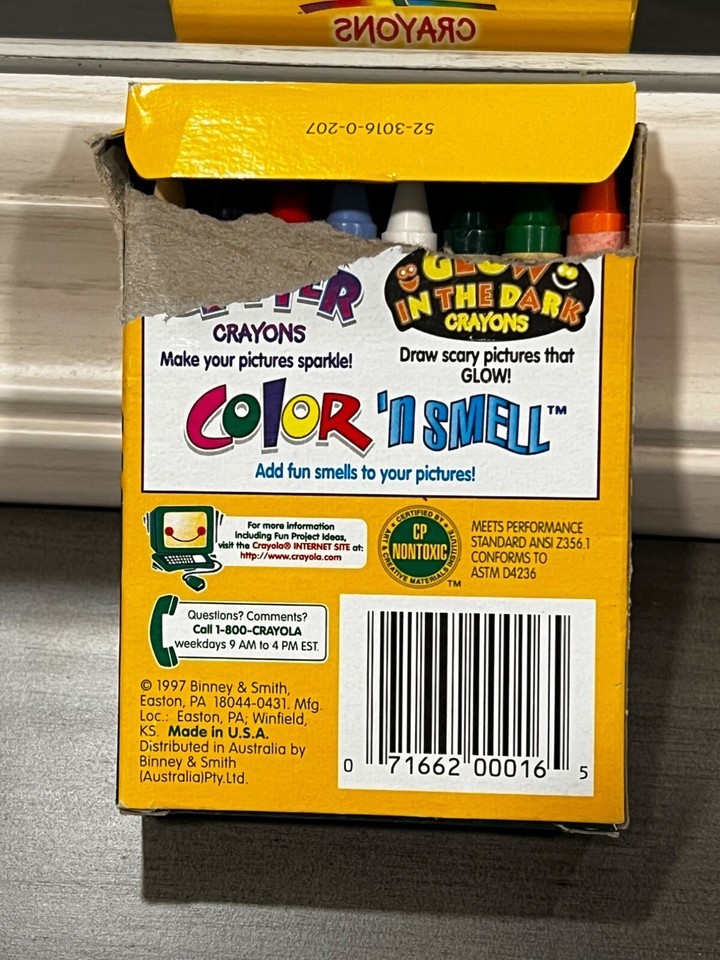 CRAYONS
52-3016-0-207
CRAYONS
Make your pictures sparkle!
GLOW
IN THE DARK
CRAYONS
Draw scary pictures that
GLOW!
COLOR 'n SMELL™
Add fun smells to your pictures!
For more information
including Fun Project Ideas,
visit the Crayola® INTERNET SITE at:
http://www.crayola.com
CERTIFIED BY
CP
NONTOXIC
ART & CREATIVE MATERIALS INSTITUTE
TM
MEETS PERFORMANCE
STANDARD ANSI Z356.1
CONFORMS TO
ASTM D4236
Questions? Comments?
Call 1-800-CRAYOLA
weekdays 9 AM to 4 PM EST.
© 1997 Binney & Smith,
Easton, PA 18044-0431. Mfg.
Loc.: Easton, PA; Winfield,
KS. Made in U.S.A.
Distributed in Australia by
Binney & Smith
(Australia)Pty.Ltd.
0 71662 00016 5